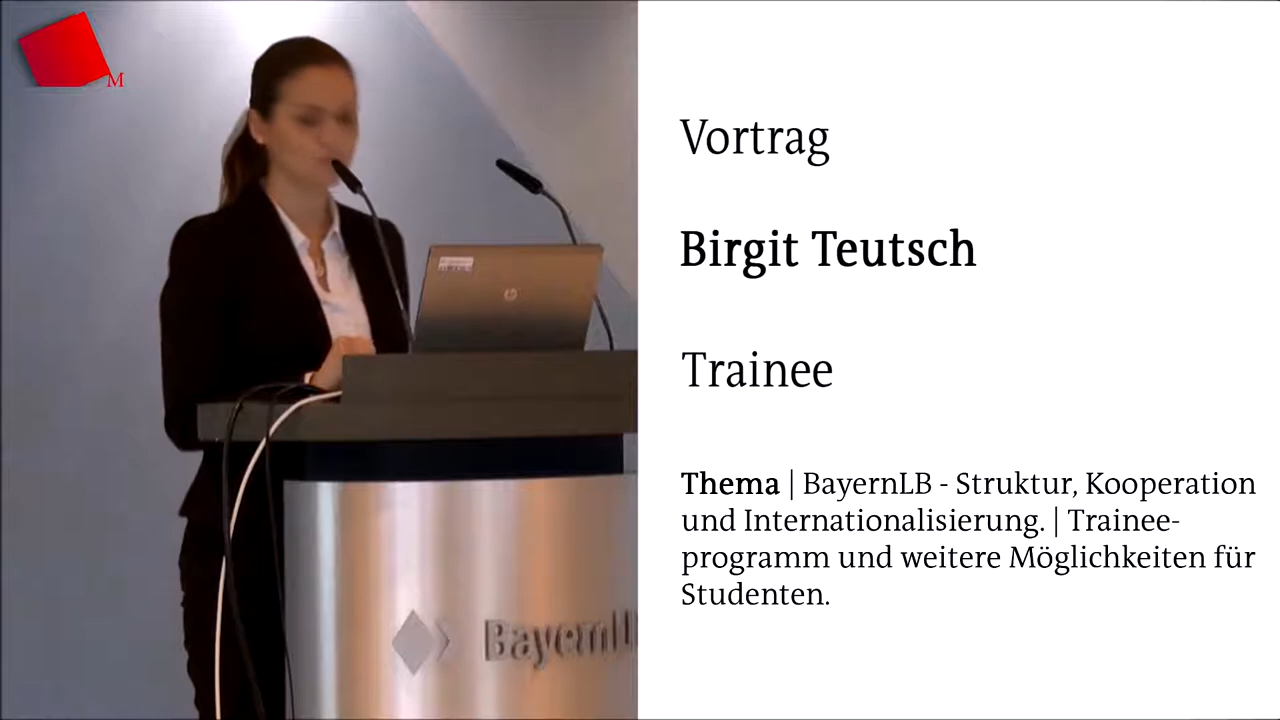 M
Vortrag
Birgit Teutsch
Trainee
Thema | BayernLB - Struktur, Kooperation
und Internationalisierung. | Trainee-
programm und weitere Möglichkeiten für
Studenten.
hp
BayernL